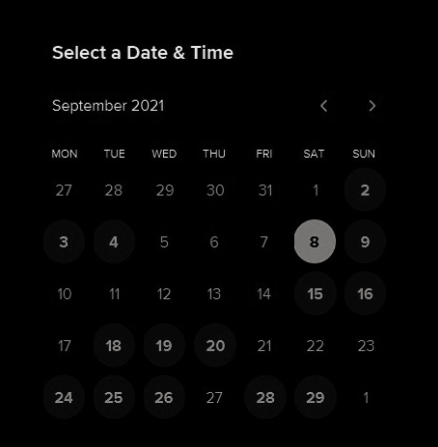 Select a Date & Time
September 2021
MON TUE WED THU FRI SAT SUN
27 28 29 30 31 1 2
3 4 5 6 7 8 9
10 11 12 13 14 15 16
17 18 19 20 21 22 23
24 25 26 27 28 29 1